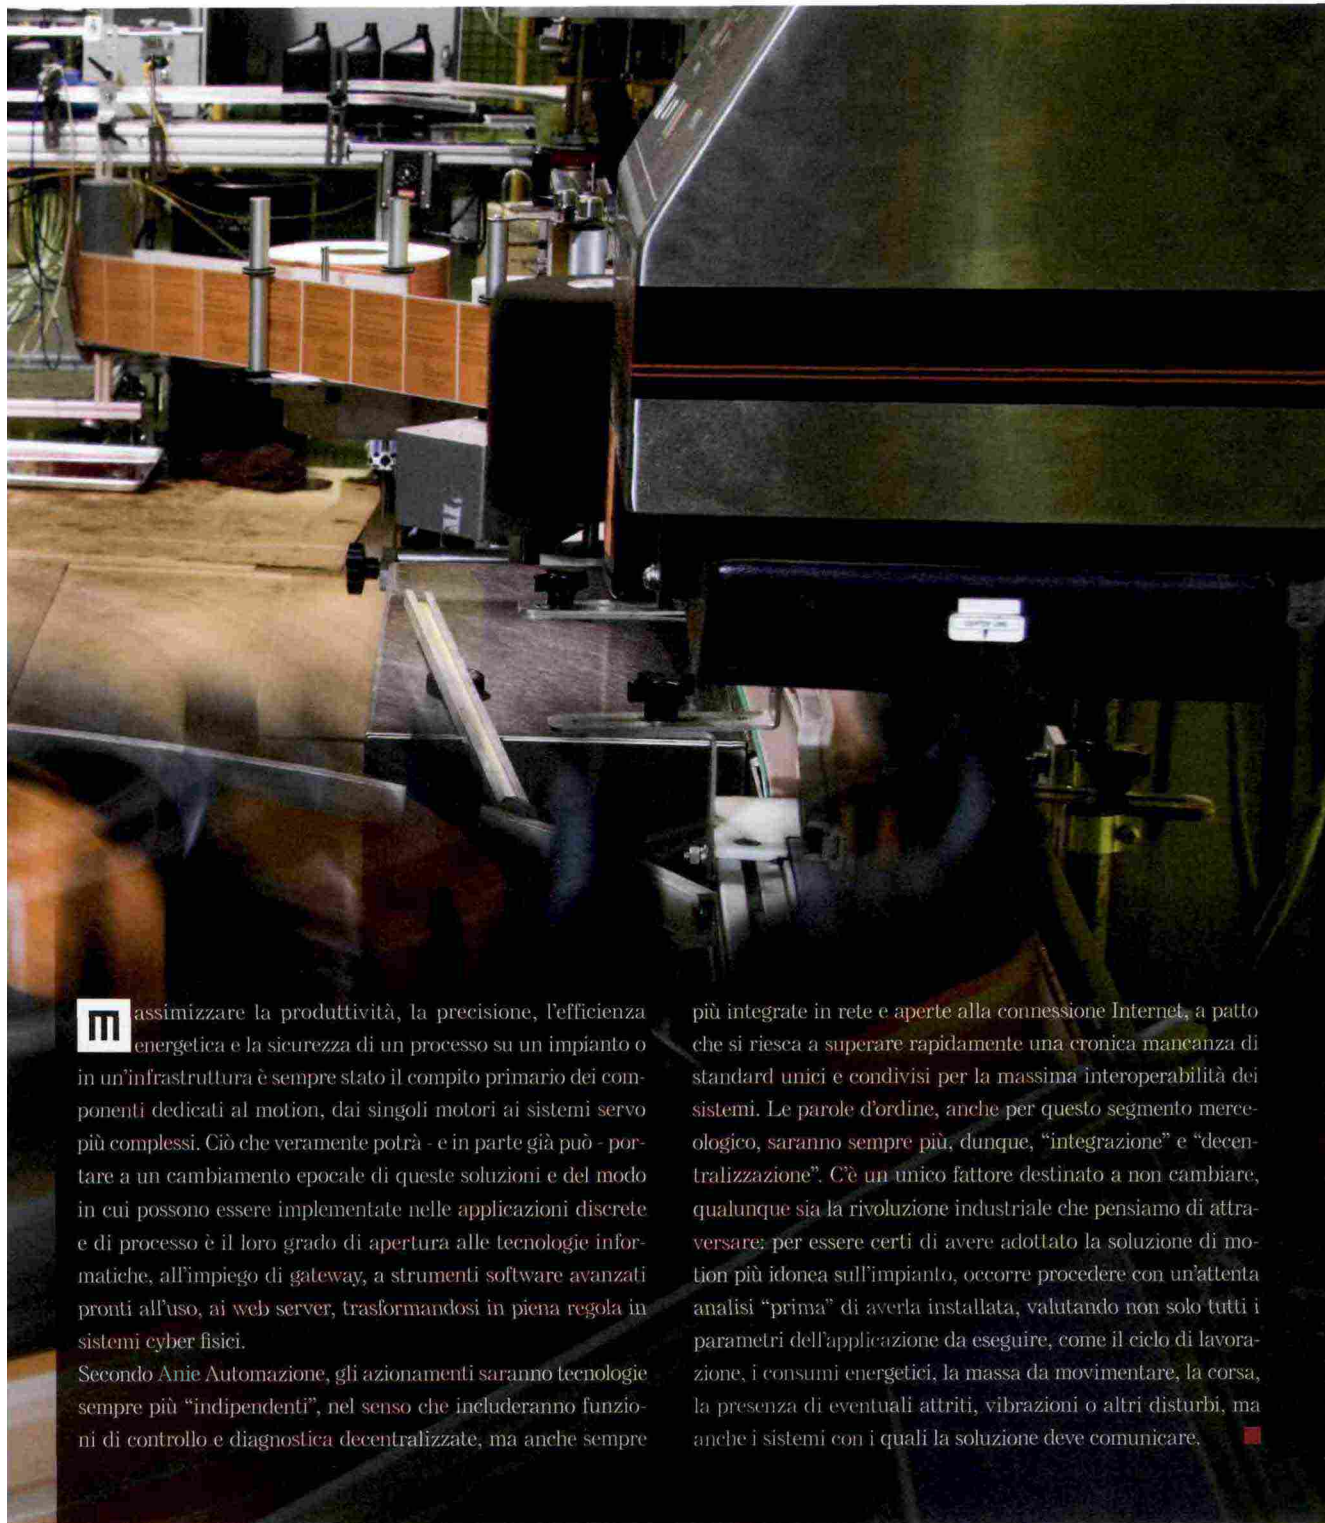 Massimizzare la produttività, la precisione, l'efficienza
energetica e la sicurezza di un processo su un impianto o
in un'infrastruttura è sempre stato il compito primario dei com-
ponenti dedicati al motion, dai singoli motori ai sistemi servo
più complessi. Ciò che veramente potrà - e in parte già può - por-
tare a un cambiamento epocale di queste soluzioni e del modo
in cui possono essere implementate nelle applicazioni discrete
e di processo è il loro grado di apertura alle tecnologie infor-
matiche, all'impiego di gateway, a strumenti software avanzati
pronti all'uso, ai web server, trasformandosi in piena regola in
sistemi cyber fisici.
Secondo Anie Automazione, gli azionamenti saranno tecnologie
sempre più “indipendenti”, nel senso che includeranno funzio-
ni di controllo e diagnostica decentralizzate, ma anche sempre
più integrate in rete e aperte alla connessione Internet, a patto
che si riesca a superare rapidamente una cronica mancanza di
standard unici e condivisi per la massima interoperabilità dei
sistemi. Le parole d'ordine, anche per questo segmento merce-
ologico, saranno sempre più, dunque, “integrazione” e “decen-
tralizzazione”. C'è un unico fattore destinato a non cambiare,
qualunque sia la rivoluzione industriale che pensiamo di attra-
versare: per essere certi di avere adottato la soluzione di mo-
tion più idonea sull'impianto, occorre procedere con un'attenta
analisi “prima” di averla installata, valutando non solo tutti i
parametri dell'applicazione da eseguire, come il ciclo di lavora-
zione, i consumi energetici, la massa da movimentare, la corsa,
la presenza di eventuali attriti, vibrazioni o altri disturbi, ma
anche i sistemi con i quali la soluzione deve comunicare.